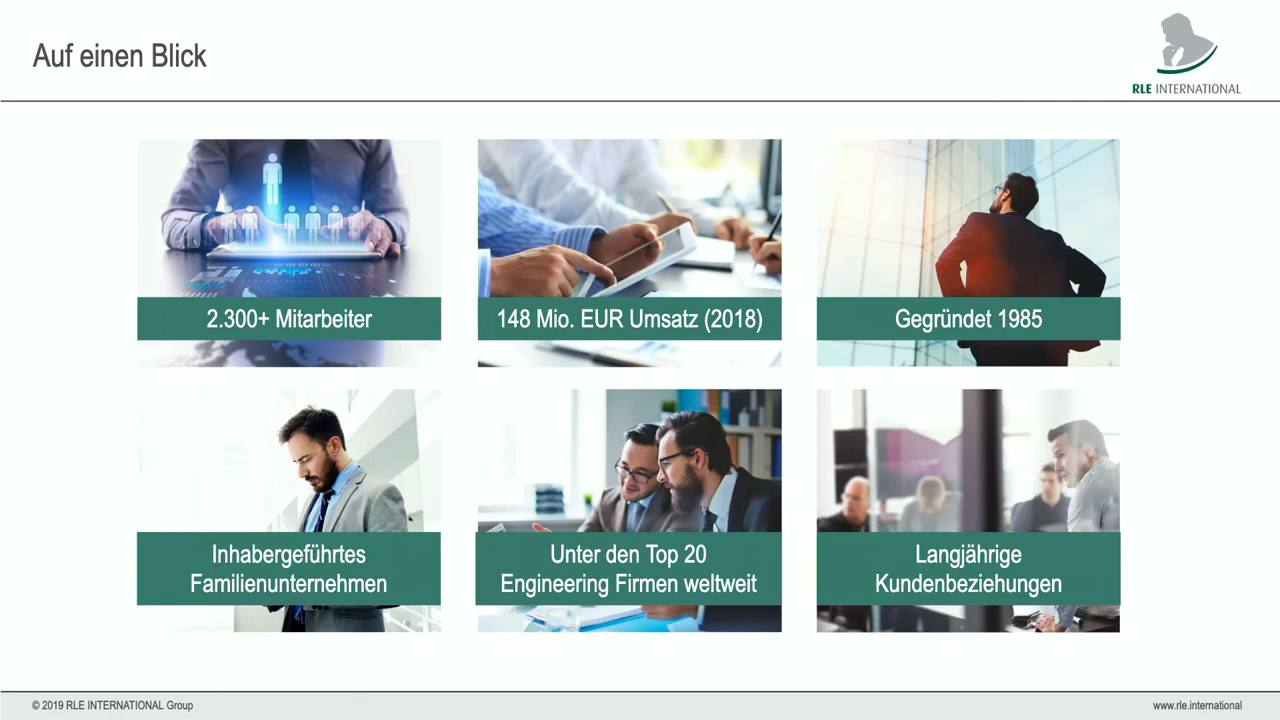 Auf einen Blick
RLE INTERNATIONAL
2.300+ Mitarbeiter
148 Mio. EUR Umsatz (2018)
Gegründet 1985
Inhabergeführtes
Familienunternehmen
Unter den Top 20
Engineering Firmen weltweit
Langjährige
Kundenbeziehungen
© 2019 RLE INTERNATIONAL Group
www.rle.international